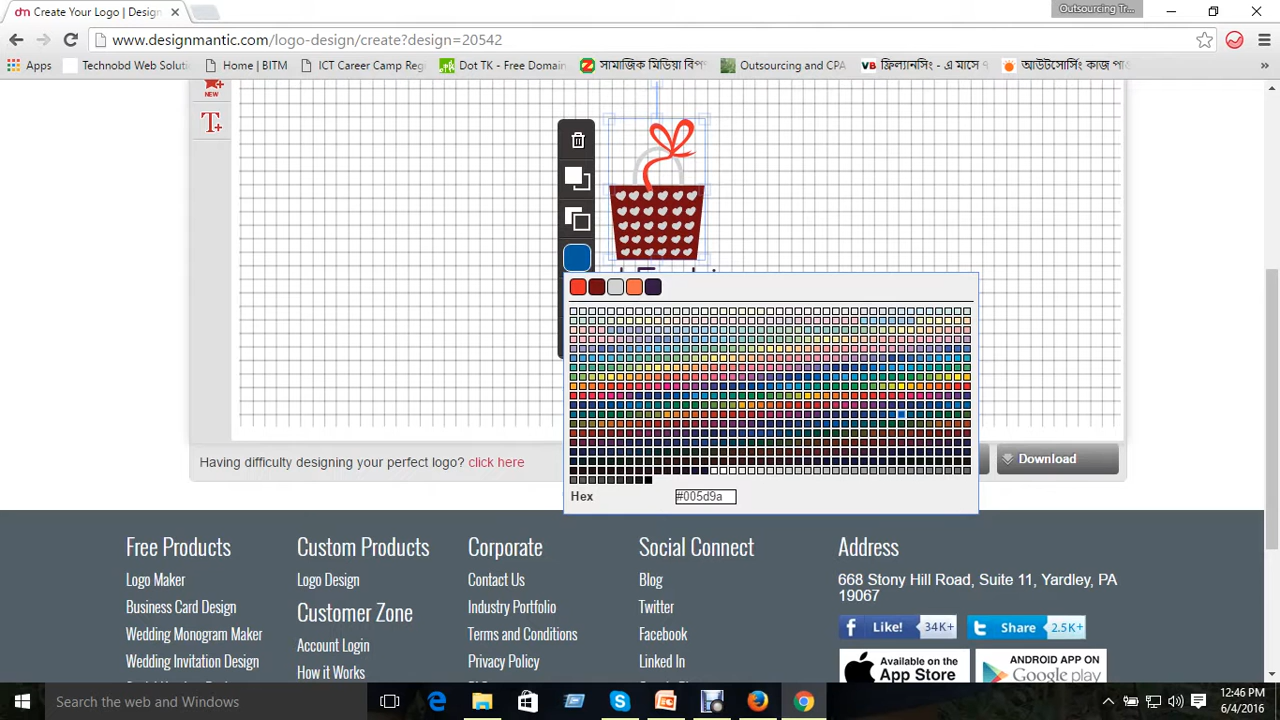 Create Your Logo | Design
Outsourcing Tr...
www.designmantic.com/logo-design/create?design=20542
Apps
Technobd Web Solutio
Home | BITM
ICT Career Camp Regi
Dot TK - Free Domain
সামাজিক মিডিয়া বিপ
Outsourcing and CPA
ফ্রিল্যানসিং - এ মাসে
আউটসোর্সিং কাজ পা
»
NEW
T+
Having difficulty designing your perfect logo? click here
Download
Hex #005d9a
Free Products
Logo Maker
Business Card Design
Wedding Monogram Maker
Wedding Invitation Design
Custom Products
Logo Design
Customer Zone
Account Login
How it Works
Corporate
Contact Us
Industry Portfolio
Terms and Conditions
Privacy Policy
Social Connect
Blog
Twitter
Facebook
Linked In
Address
668 Stony Hill Road, Suite 11, Yardley, PA
19067
Like! 34K+
Share 2.5K+
Available on the
App Store
ANDROID APP ON
Google play
Search the web and Windows
12:46 PM
6/4/2016